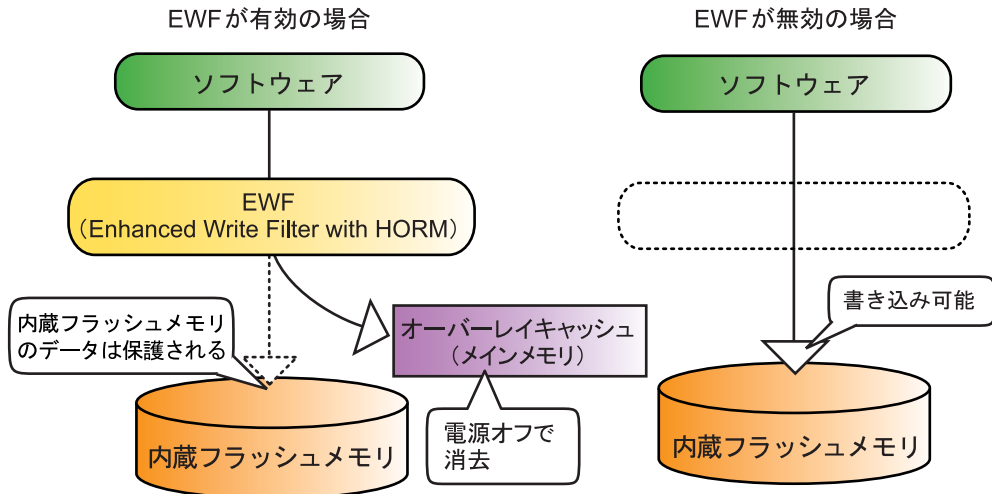 EWFが有効の場合
ソフトウェア
EWF
（Enhanced Write Filter with HORM）
内蔵フラッシュメモリ
のデータは保護される
オーバーレイキャッシュ
（メインメモリ）
電源オフで
消去
内蔵フラッシュメモリ
EWFが無効の場合
ソフトウェア
書き込み可能
内蔵フラッシュメモリ